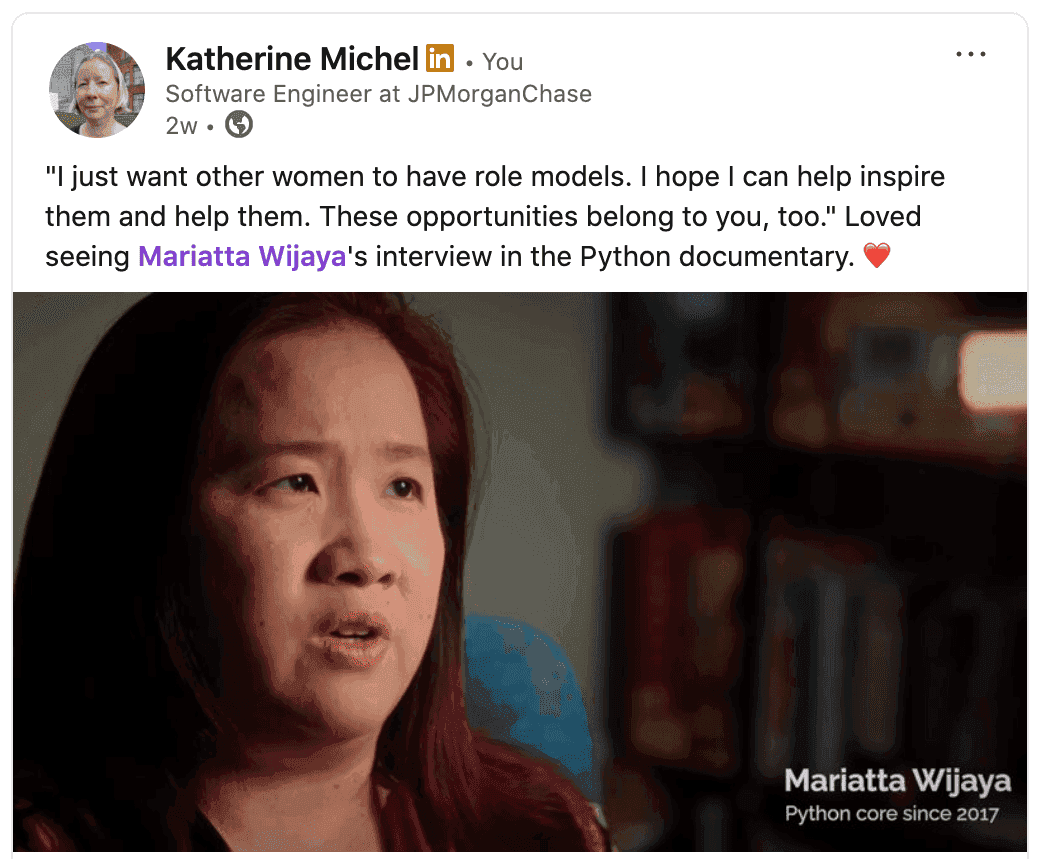 Katherine Michel in • You
Software Engineer at JPMorganChase
2w •
"I just want other women to have role models. I hope I can help inspire
them and help them. These opportunities belong to you, too." Loved
seeing Mariatta Wijaya's interview in the Python documentary. ❤️
Mariatta Wijaya
Python core since 2017